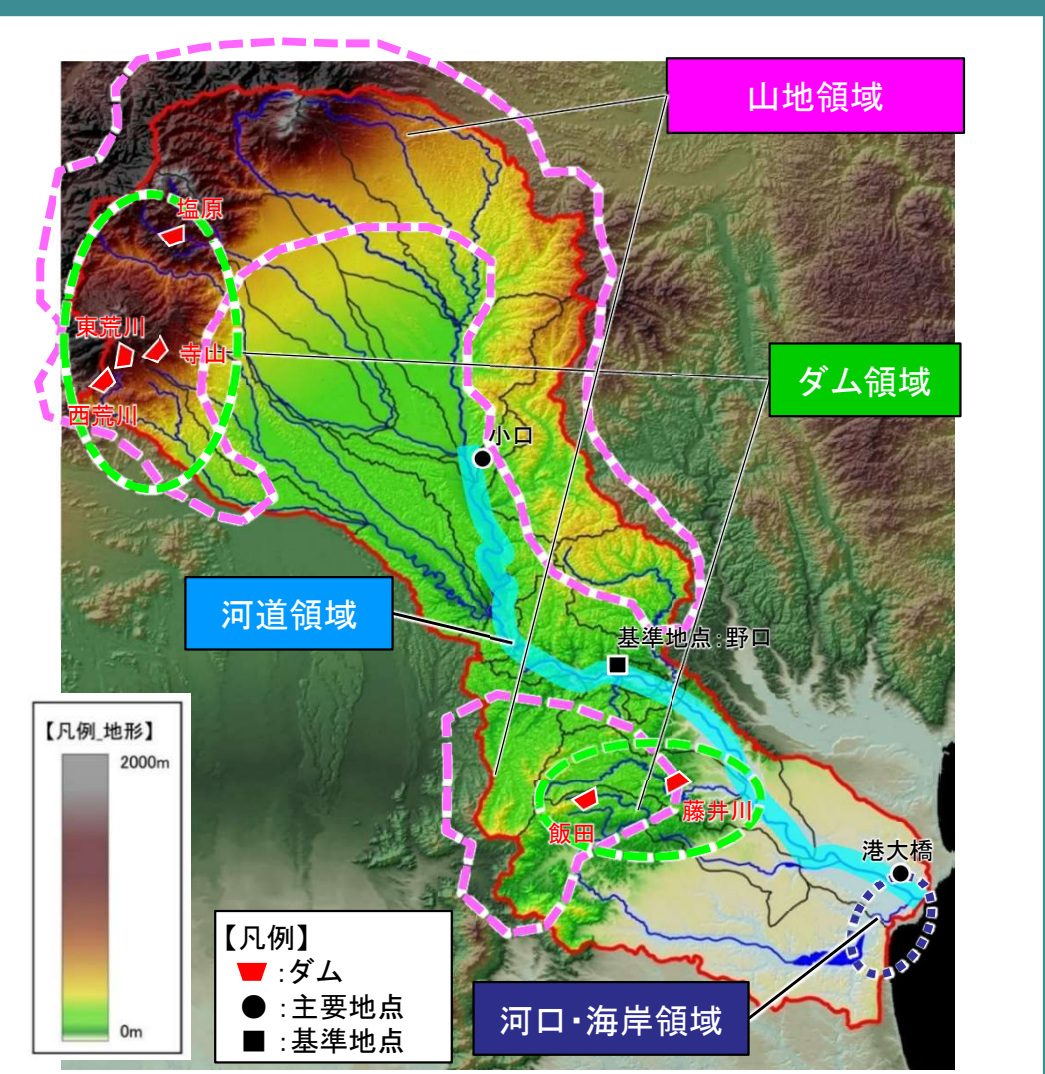 山地領域
塩原
東荒川
寺山
西荒川
ダム領域
小口
河道領域
基準地点:野口
【凡例_地形】
2000m
0m
藤井川
飯田
港大橋
【凡例】
:ダム
:主要地点
:基準地点
河口・海岸領域